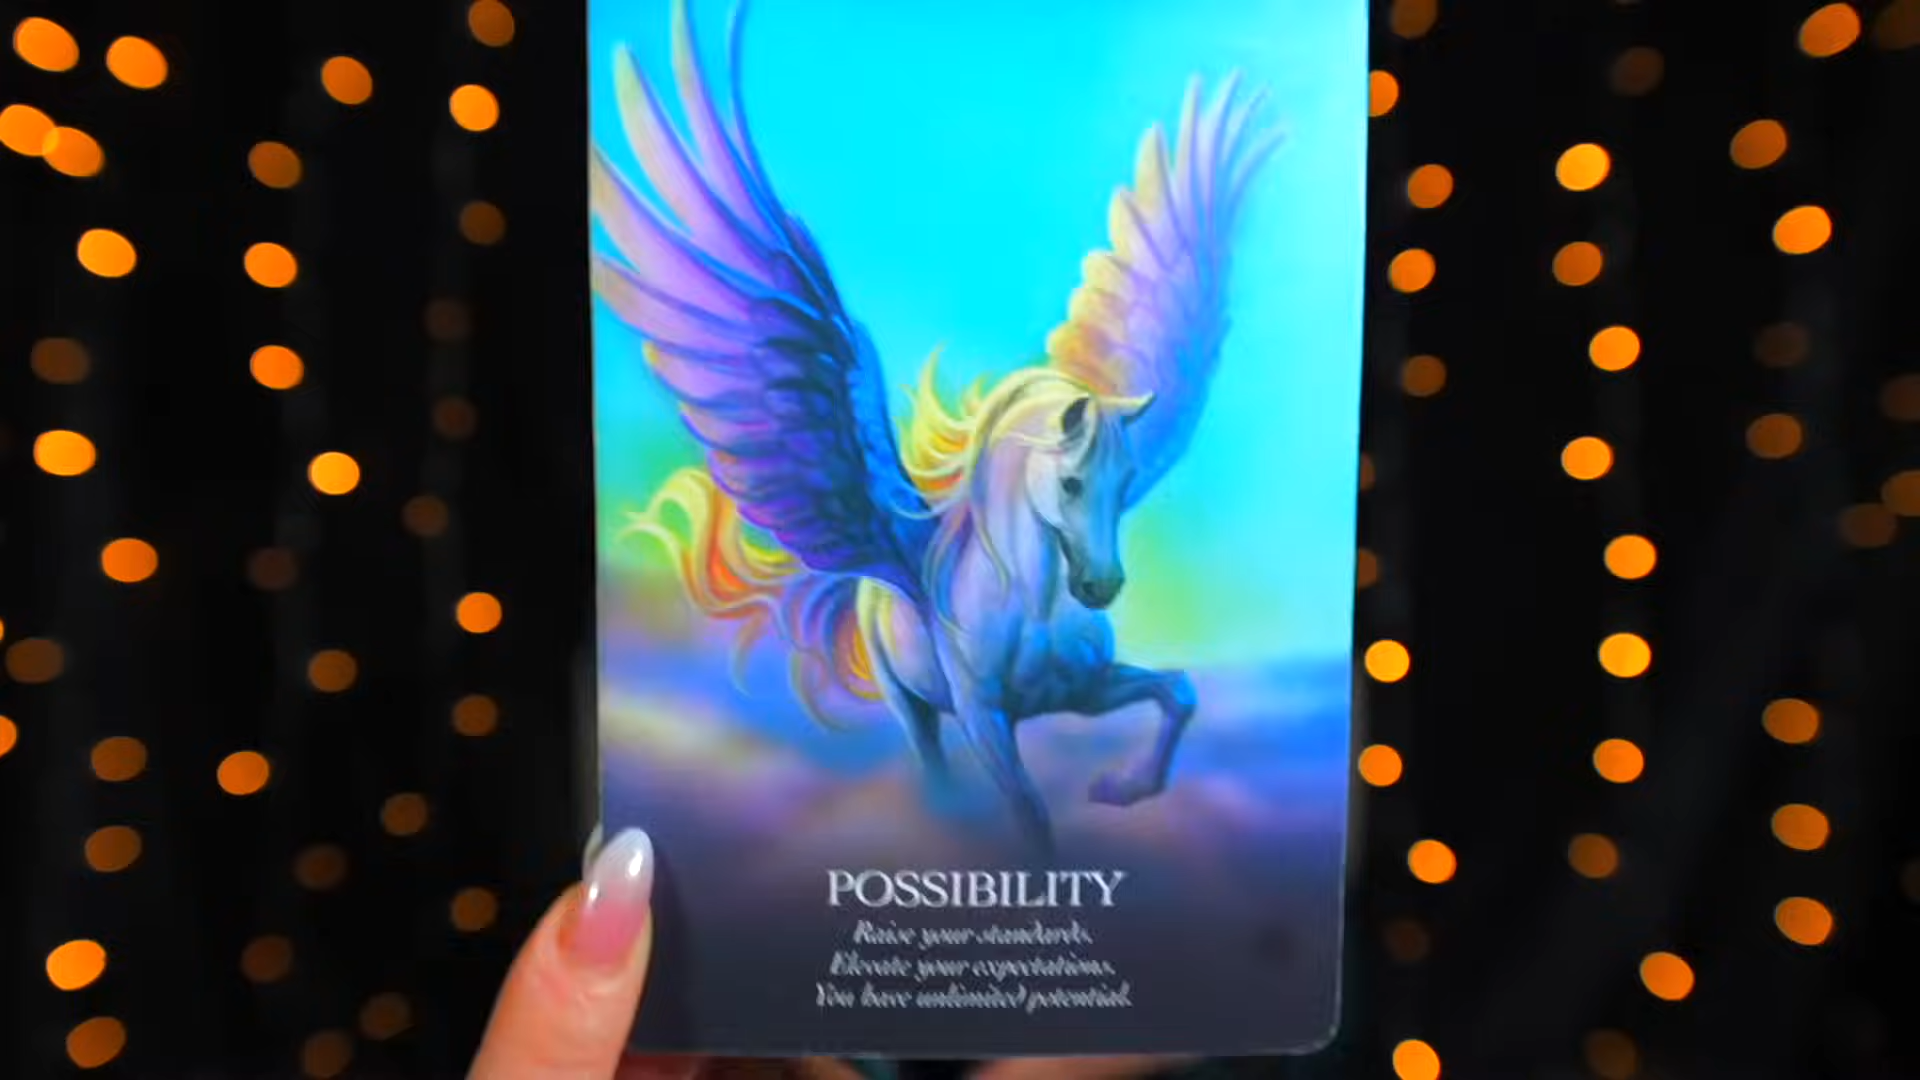 POSSIBILITY
Raise your standards.
Elevate your expectations.
You have unlimited potential.